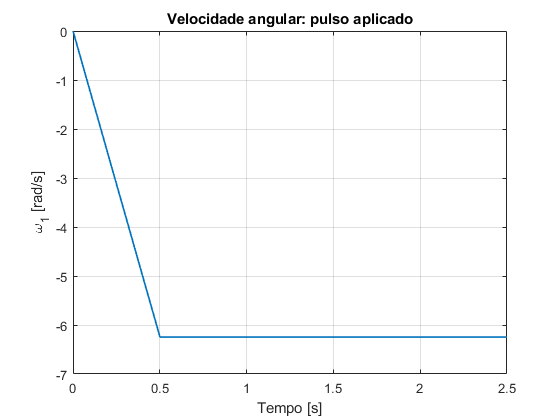 Velocidade angular: pulso aplicado
0
-1
-2
-3
-4
-5
-6
-7
ω1 [rad/s]
0 0.5 1 1.5 2 2.5
Tempo [s]